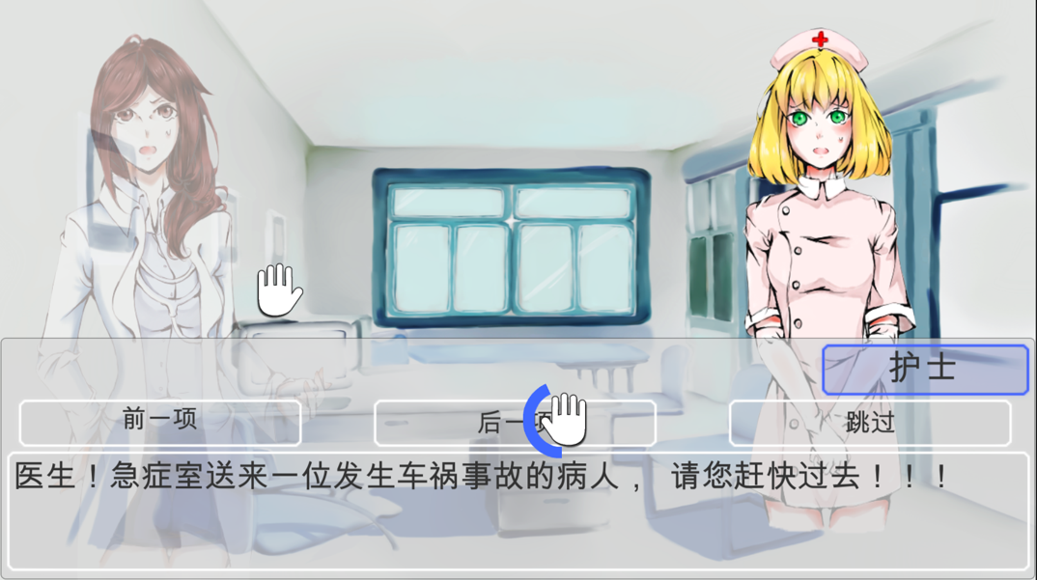 护士
前一项
后一项
跳过
医生！急症室送来一位发生车祸事故的病人， 请您赶快过去！！！